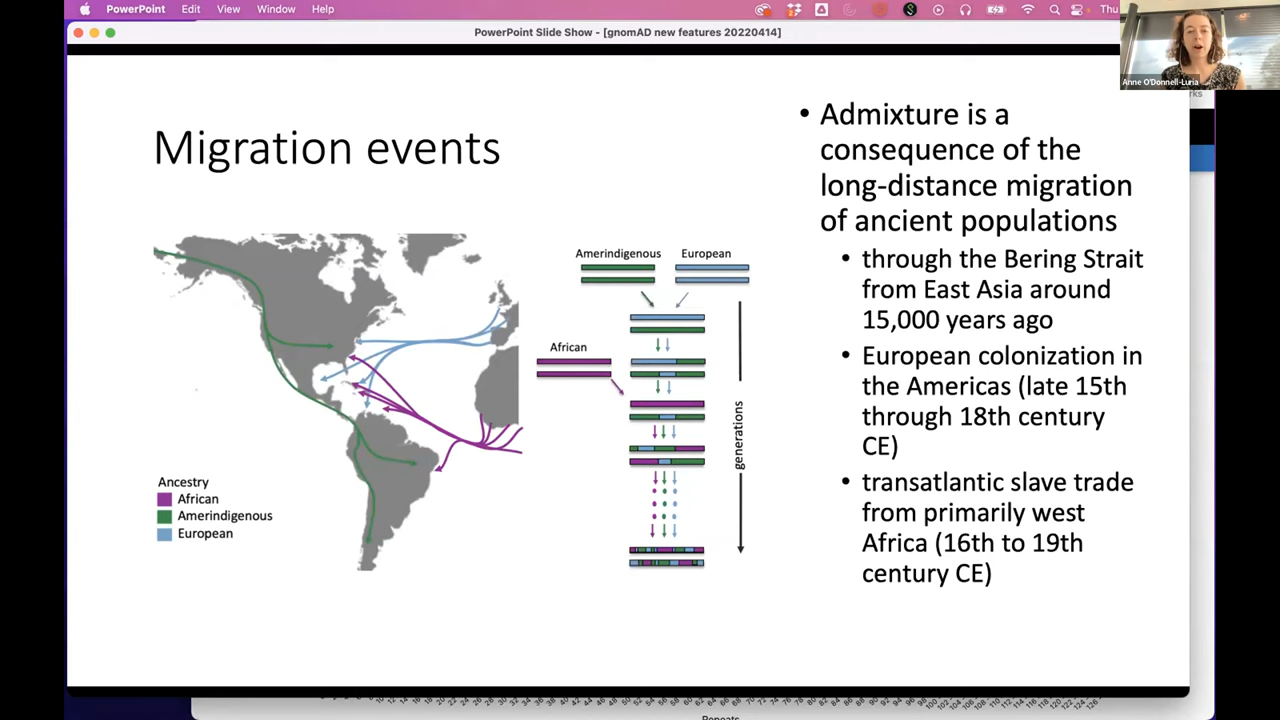 PowerPoint Edit View Window Help
Thu
PowerPoint Slide Show - [gnomAD new features 20220414]
Anne O'Donnell-Luria
Migration events
• Admixture is a
consequence of the
long-distance migration
of ancient populations
• through the Bering Strait
from East Asia around
15,000 years ago
• European colonization in
the Americas (late 15th
through 18th century
CE)
• transatlantic slave trade
from primarily west
Africa (16th to 19th
century CE)
Amerindigenous European
African
generations
Ancestry
African
Amerindigenous
European
Repeats